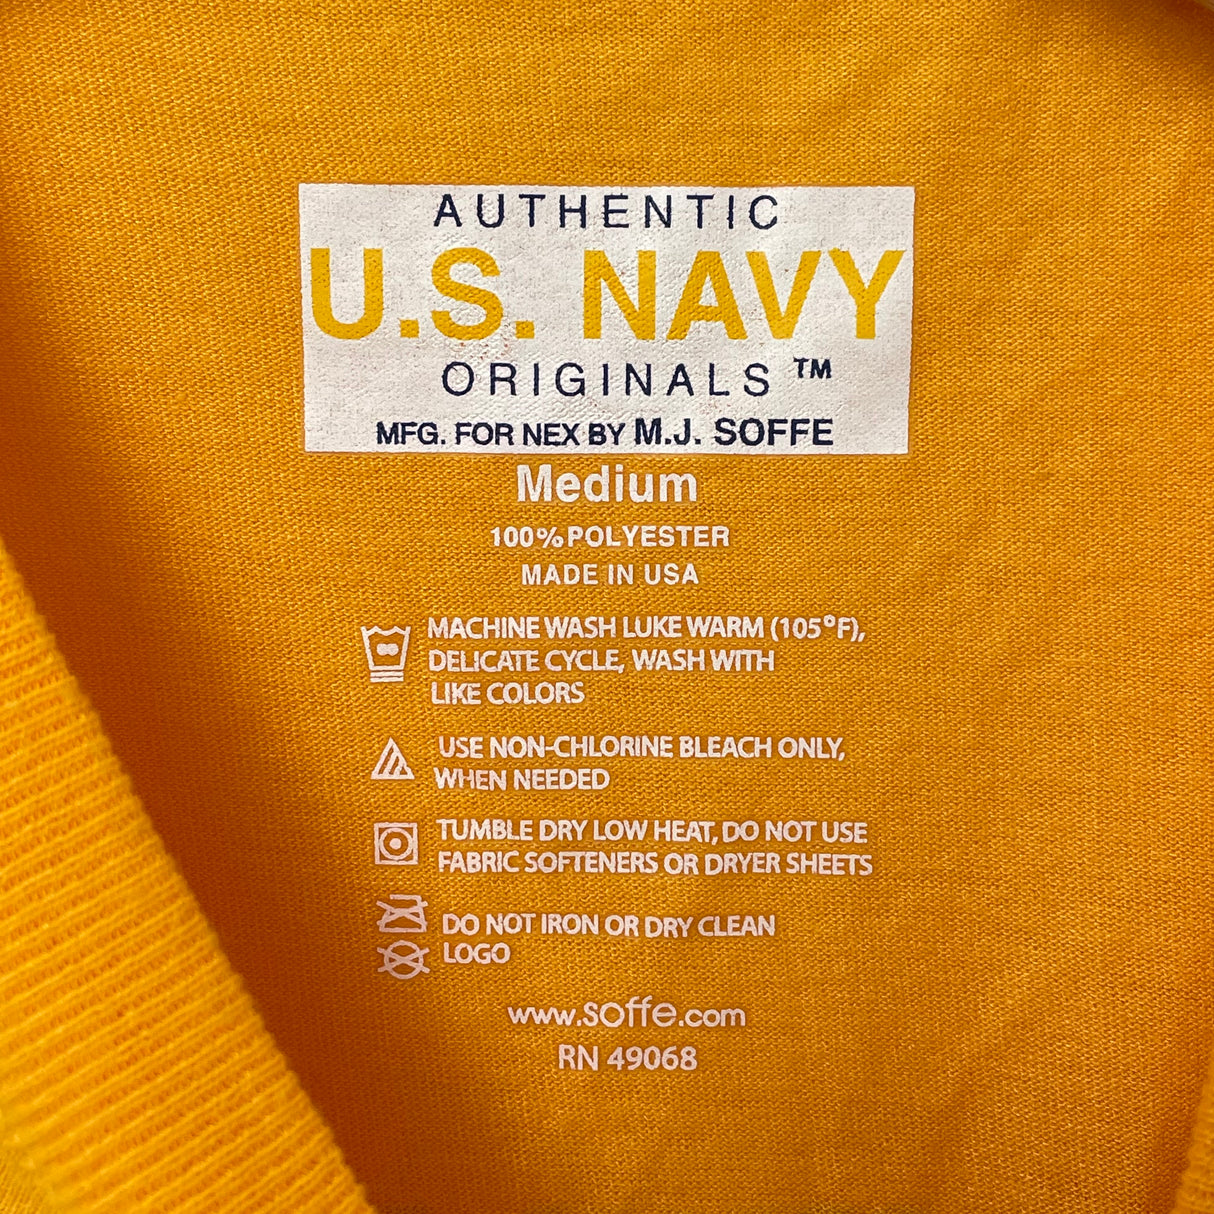 AUTHENTIC
U.S. NAVY
ORIGINALS ™
MFG. FOR NEX BY M.J. SOFFE
Medium
100% POLYESTER
MADE IN USA
MACHINE WASH LUKE WARM (105°F),
DELICATE CYCLE, WASH WITH
LIKE COLORS
USE NON-CHLORINE BLEACH ONLY,
WHEN NEEDED
TUMBLE DRY LOW HEAT, DO NOT USE
FABRIC SOFTENERS OR DRYER SHEETS
DO NOT IRON OR DRY CLEAN
LOGO
www.soffe.com
RN 49068